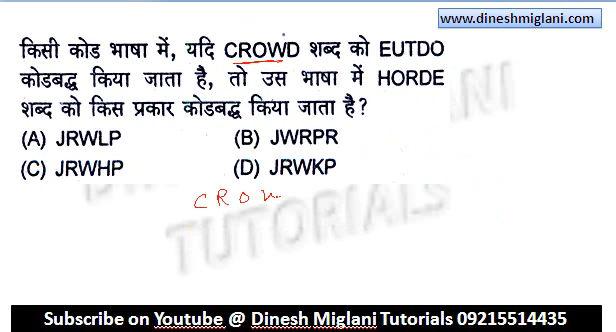 www.dineshmiglani.com
किसी कोड भाषा में, यदि CROWD शब्द को EUTDO
कोडबद्ध किया जाता है, तो उस भाषा में HORDE
शब्द को किस प्रकार कोडबद्ध किया जाता है?
(A) JRWLP (B) JWRPR
(C) JRWHP (D) JRWKP
C R O
TUTORIALS
Subscribe on Youtube @ Dinesh Miglani Tutorials 09215514435